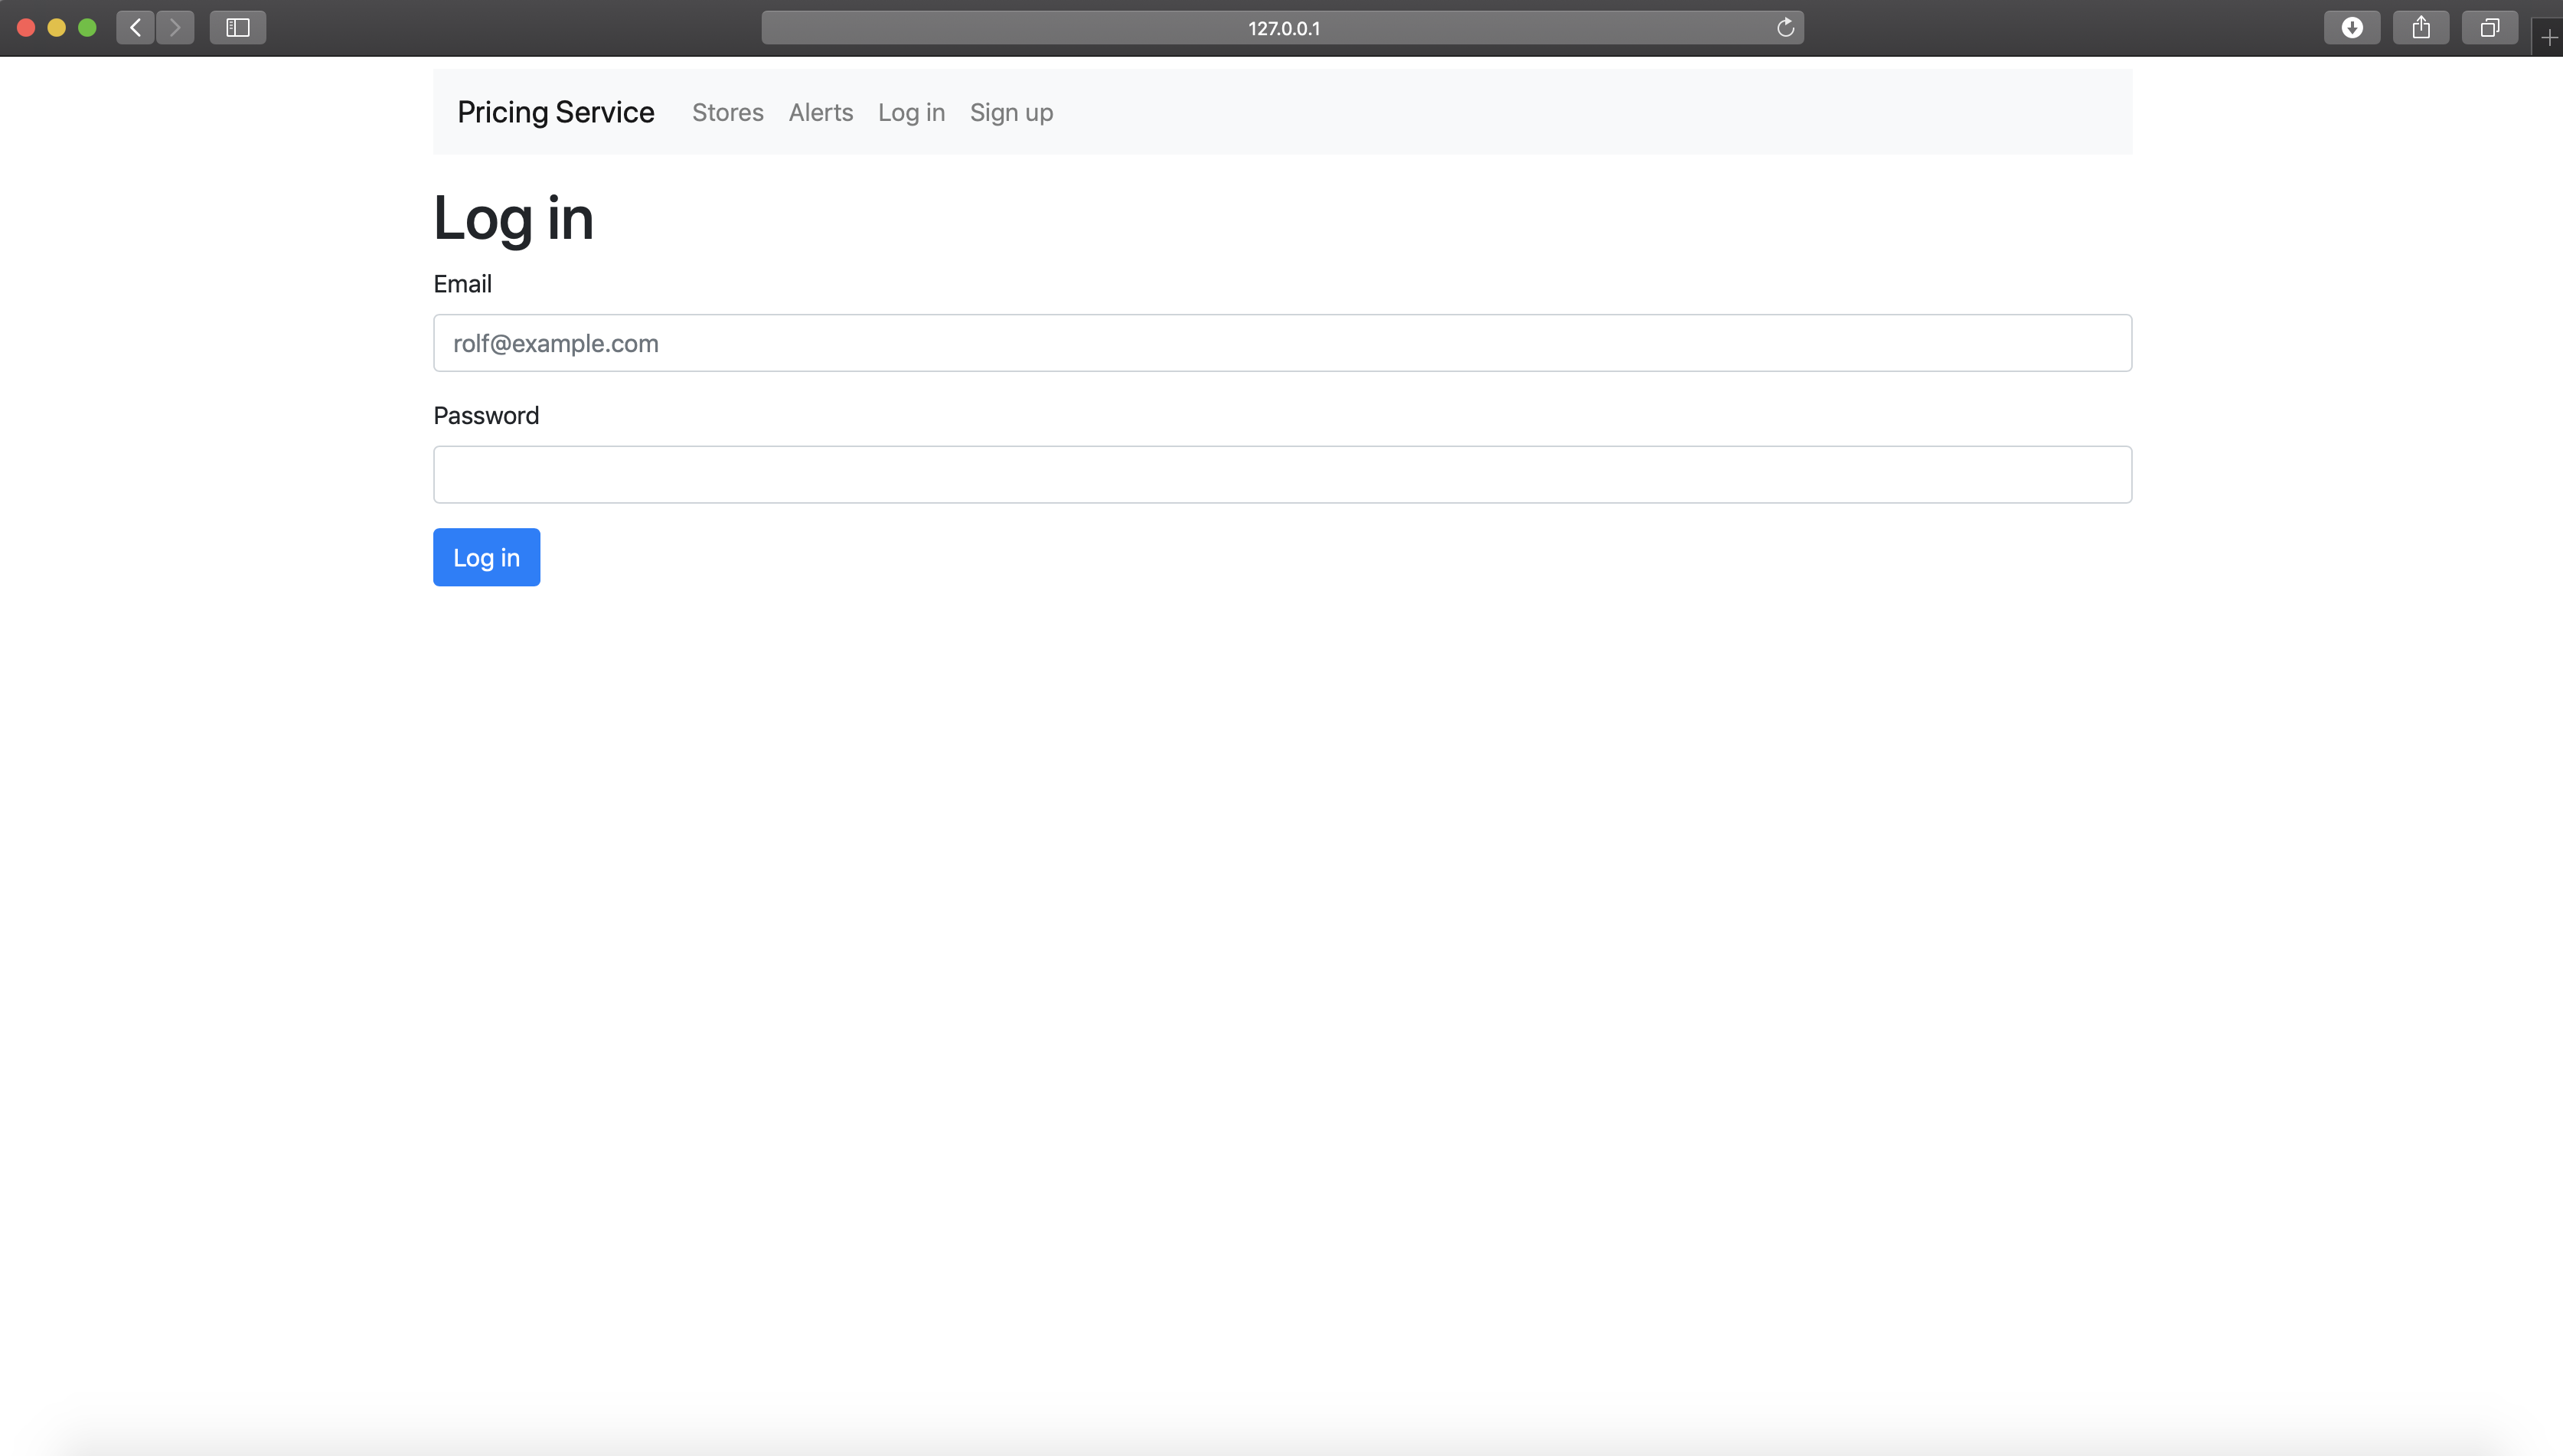 127.0.0.1
Pricing Service Stores Alerts Log in Sign up
Log in
Email
rolf@example.com
Password
Log in